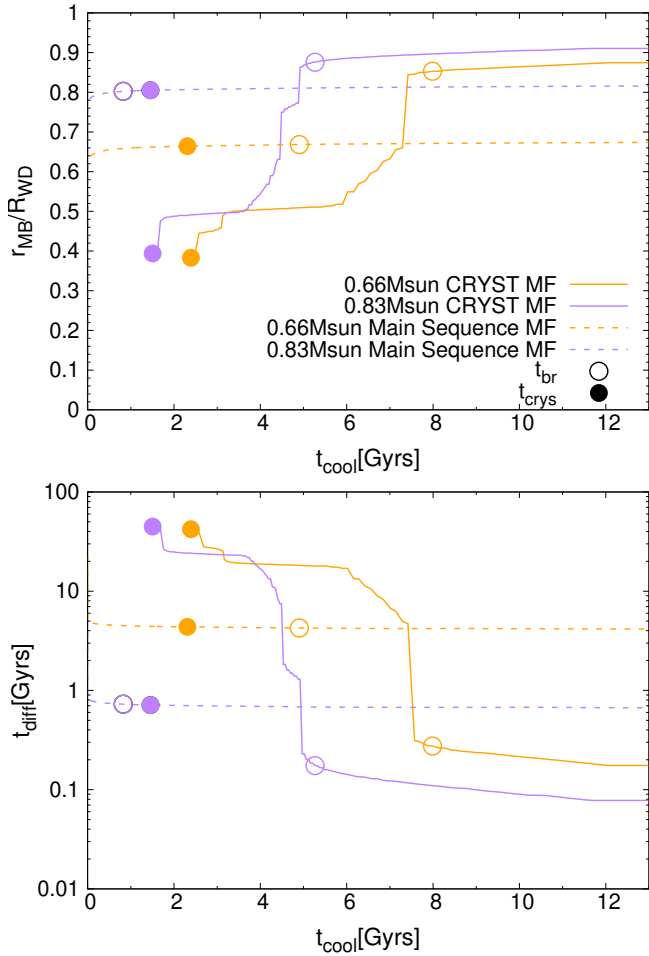 1
0.9
0.8
0.7
0.6
0.5
0.4
0.3
0.2
0.1
0
r_MB/R_WD
0.66Msun CRYST MF
0.83Msun CRYST MF
0.66Msun Main Sequence MF
0.83Msun Main Sequence MF
t_br
t_crys
0 2 4 6 8 10 12
t_cool[Gyrs]
100
10
1
0.1
0.01
t_diff[Gyrs]
0 2 4 6 8 10 12
t_cool[Gyrs]